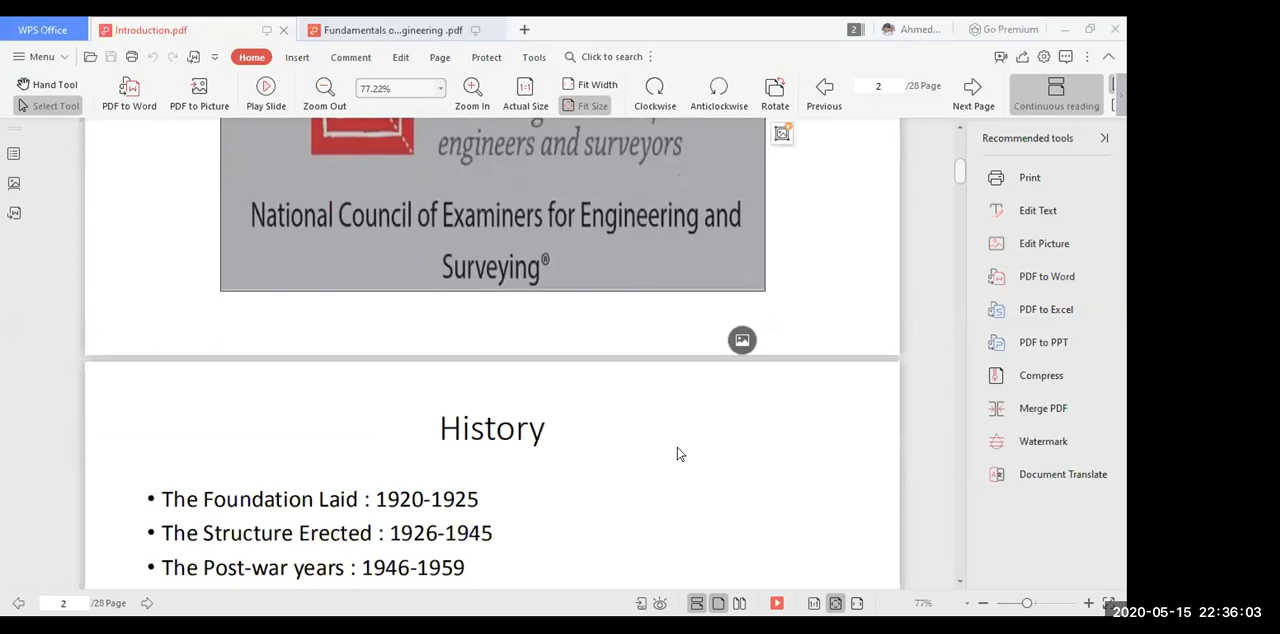 WPS Office
Introduction.pdf
Fundamentals o...gineering .pdf
2
Ahmed...
Go Premium
Menu
Home
Insert
Comment
Edit
Page
Protect
Tools
Click to search
Hand Tool
Select Tool
PDF to Word
PDF to Picture
Play Slide
Zoom Out
77.22%
Zoom In
1:1
Actual Size
Fit Width
Fit Size
Clockwise
Anticlockwise
Rotate
Previous
2
/28 Page
Next Page
Continuous reading
engineers and surveyors
National Council of Examiners for Engineering and
Surveying®
History
• The Foundation Laid : 1920-1925
• The Structure Erected : 1926-1945
• The Post-war years : 1946-1959
Recommended tools
Print
Edit Text
Edit Picture
PDF to Word
PDF to Excel
PDF to PPT
Compress
Merge PDF
Watermark
Document Translate
2
/28 Page
77%
2020-05-15 22:36:03